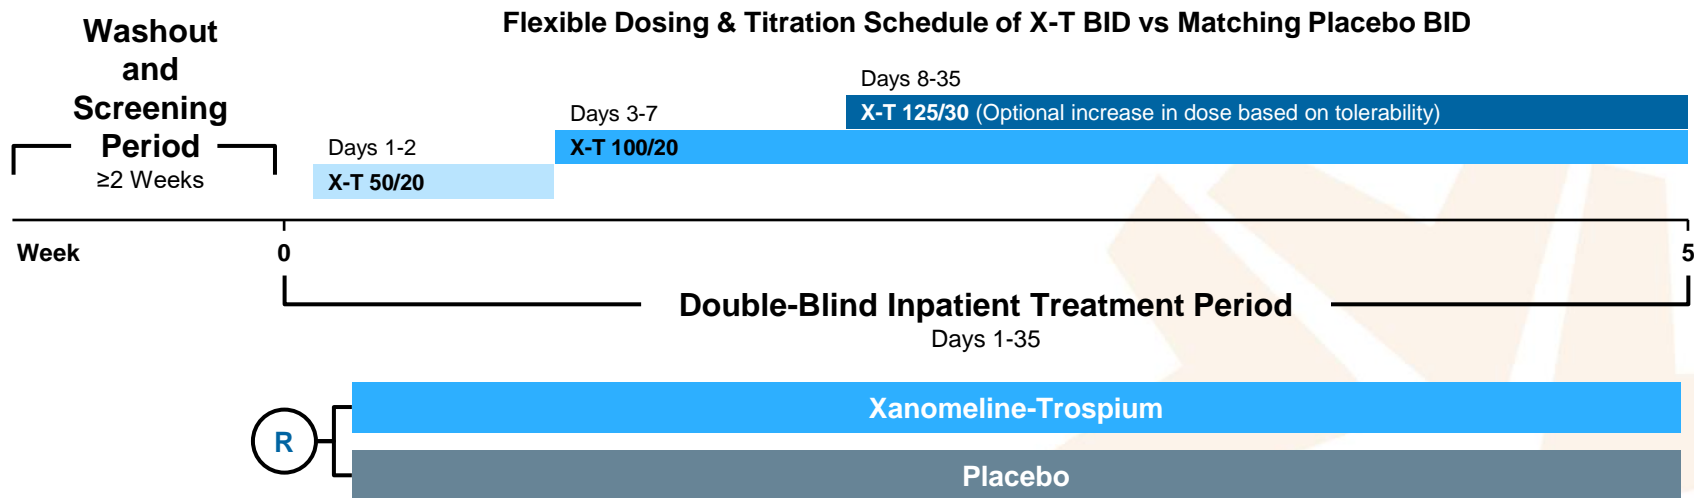 Washout
and
Screening
Period
≥2 Weeks
Flexible Dosing & Titration Schedule of X-T BID vs Matching Placebo BID
Days 1-2
X-T 50/20
Days 3-7
X-T 100/20
Days 8-35
X-T 125/30 (Optional increase in dose based on tolerability)
Week 0 5
Double-Blind Inpatient Treatment Period
Days 1-35
R
Xanomeline-Trospium
Placebo